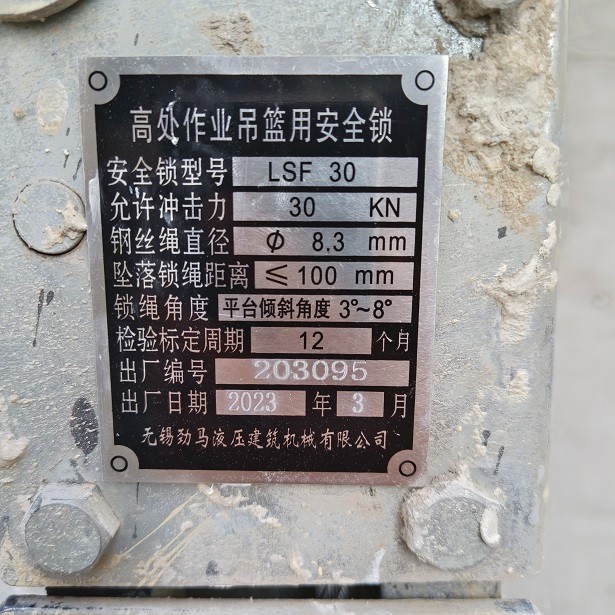 高处作业吊篮用安全锁
安全锁型号 LSF 30
允许冲击力 30 KN
钢丝绳直径 Φ 8,3 mm
坠落锁绳距离 ≤100 mm
锁绳角度 平台倾斜角度 3°~8°
检验标定周期 12 个月
出厂编号 203095
出厂日期 2023 年 3 月
无锡劲马液压建筑机械有限公司